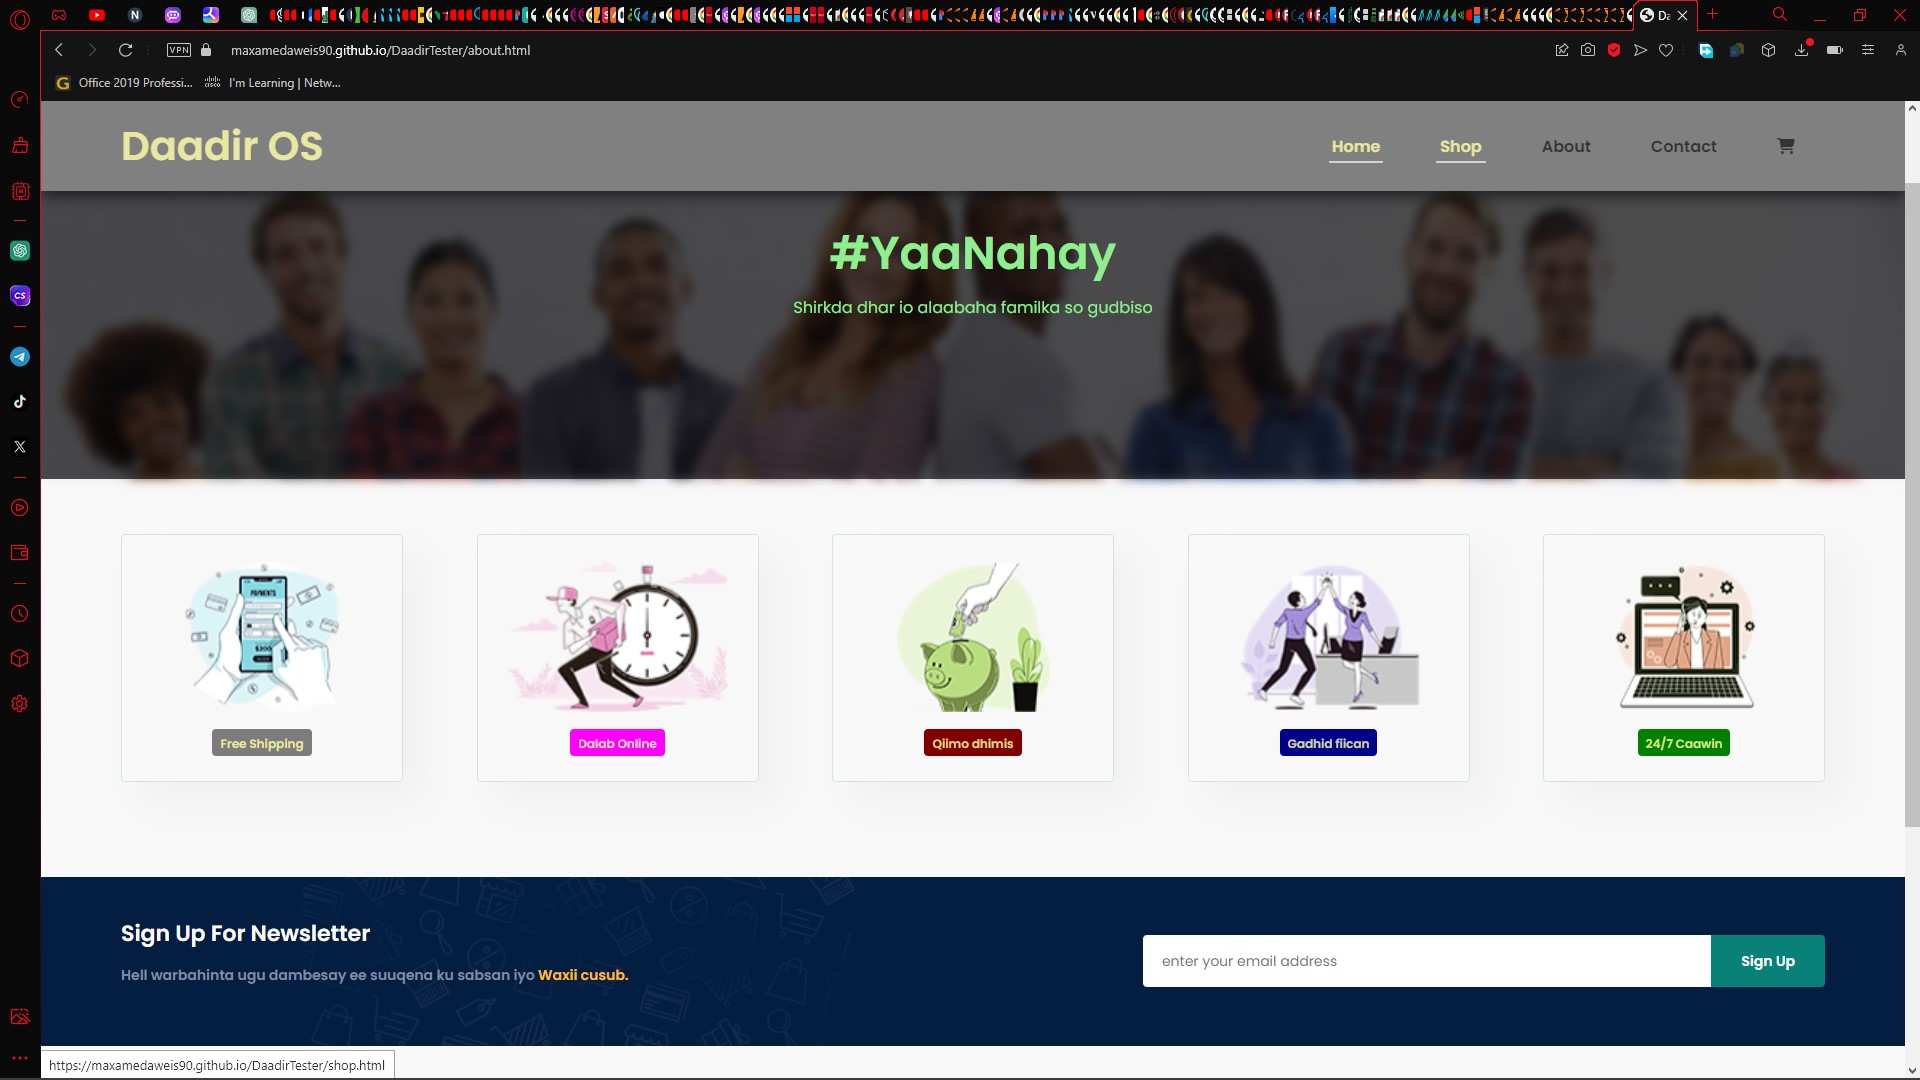 Da
VPN
maxamedaweis90.github.io/DaadirTester/about.html
Office 2019 Professi...
I'm Learning | Netw...
Daadir OS
Home
Shop
About
Contact
#YaaNahay
Shirkda dhar io alaabaha familka so gudbiso
PAYMENTS
Free Shipping
Dalab Online
Qiimo dhimis
Gadhid fiican
24/7 Caawin
Sign Up For Newsletter
Hell warbahinta ugu dambesay ee suuqena ku sabsan iyo Waxii cusub.
enter your email address
Sign Up
https://maxamedaweis90.github.io/DaadirTester/shop.html